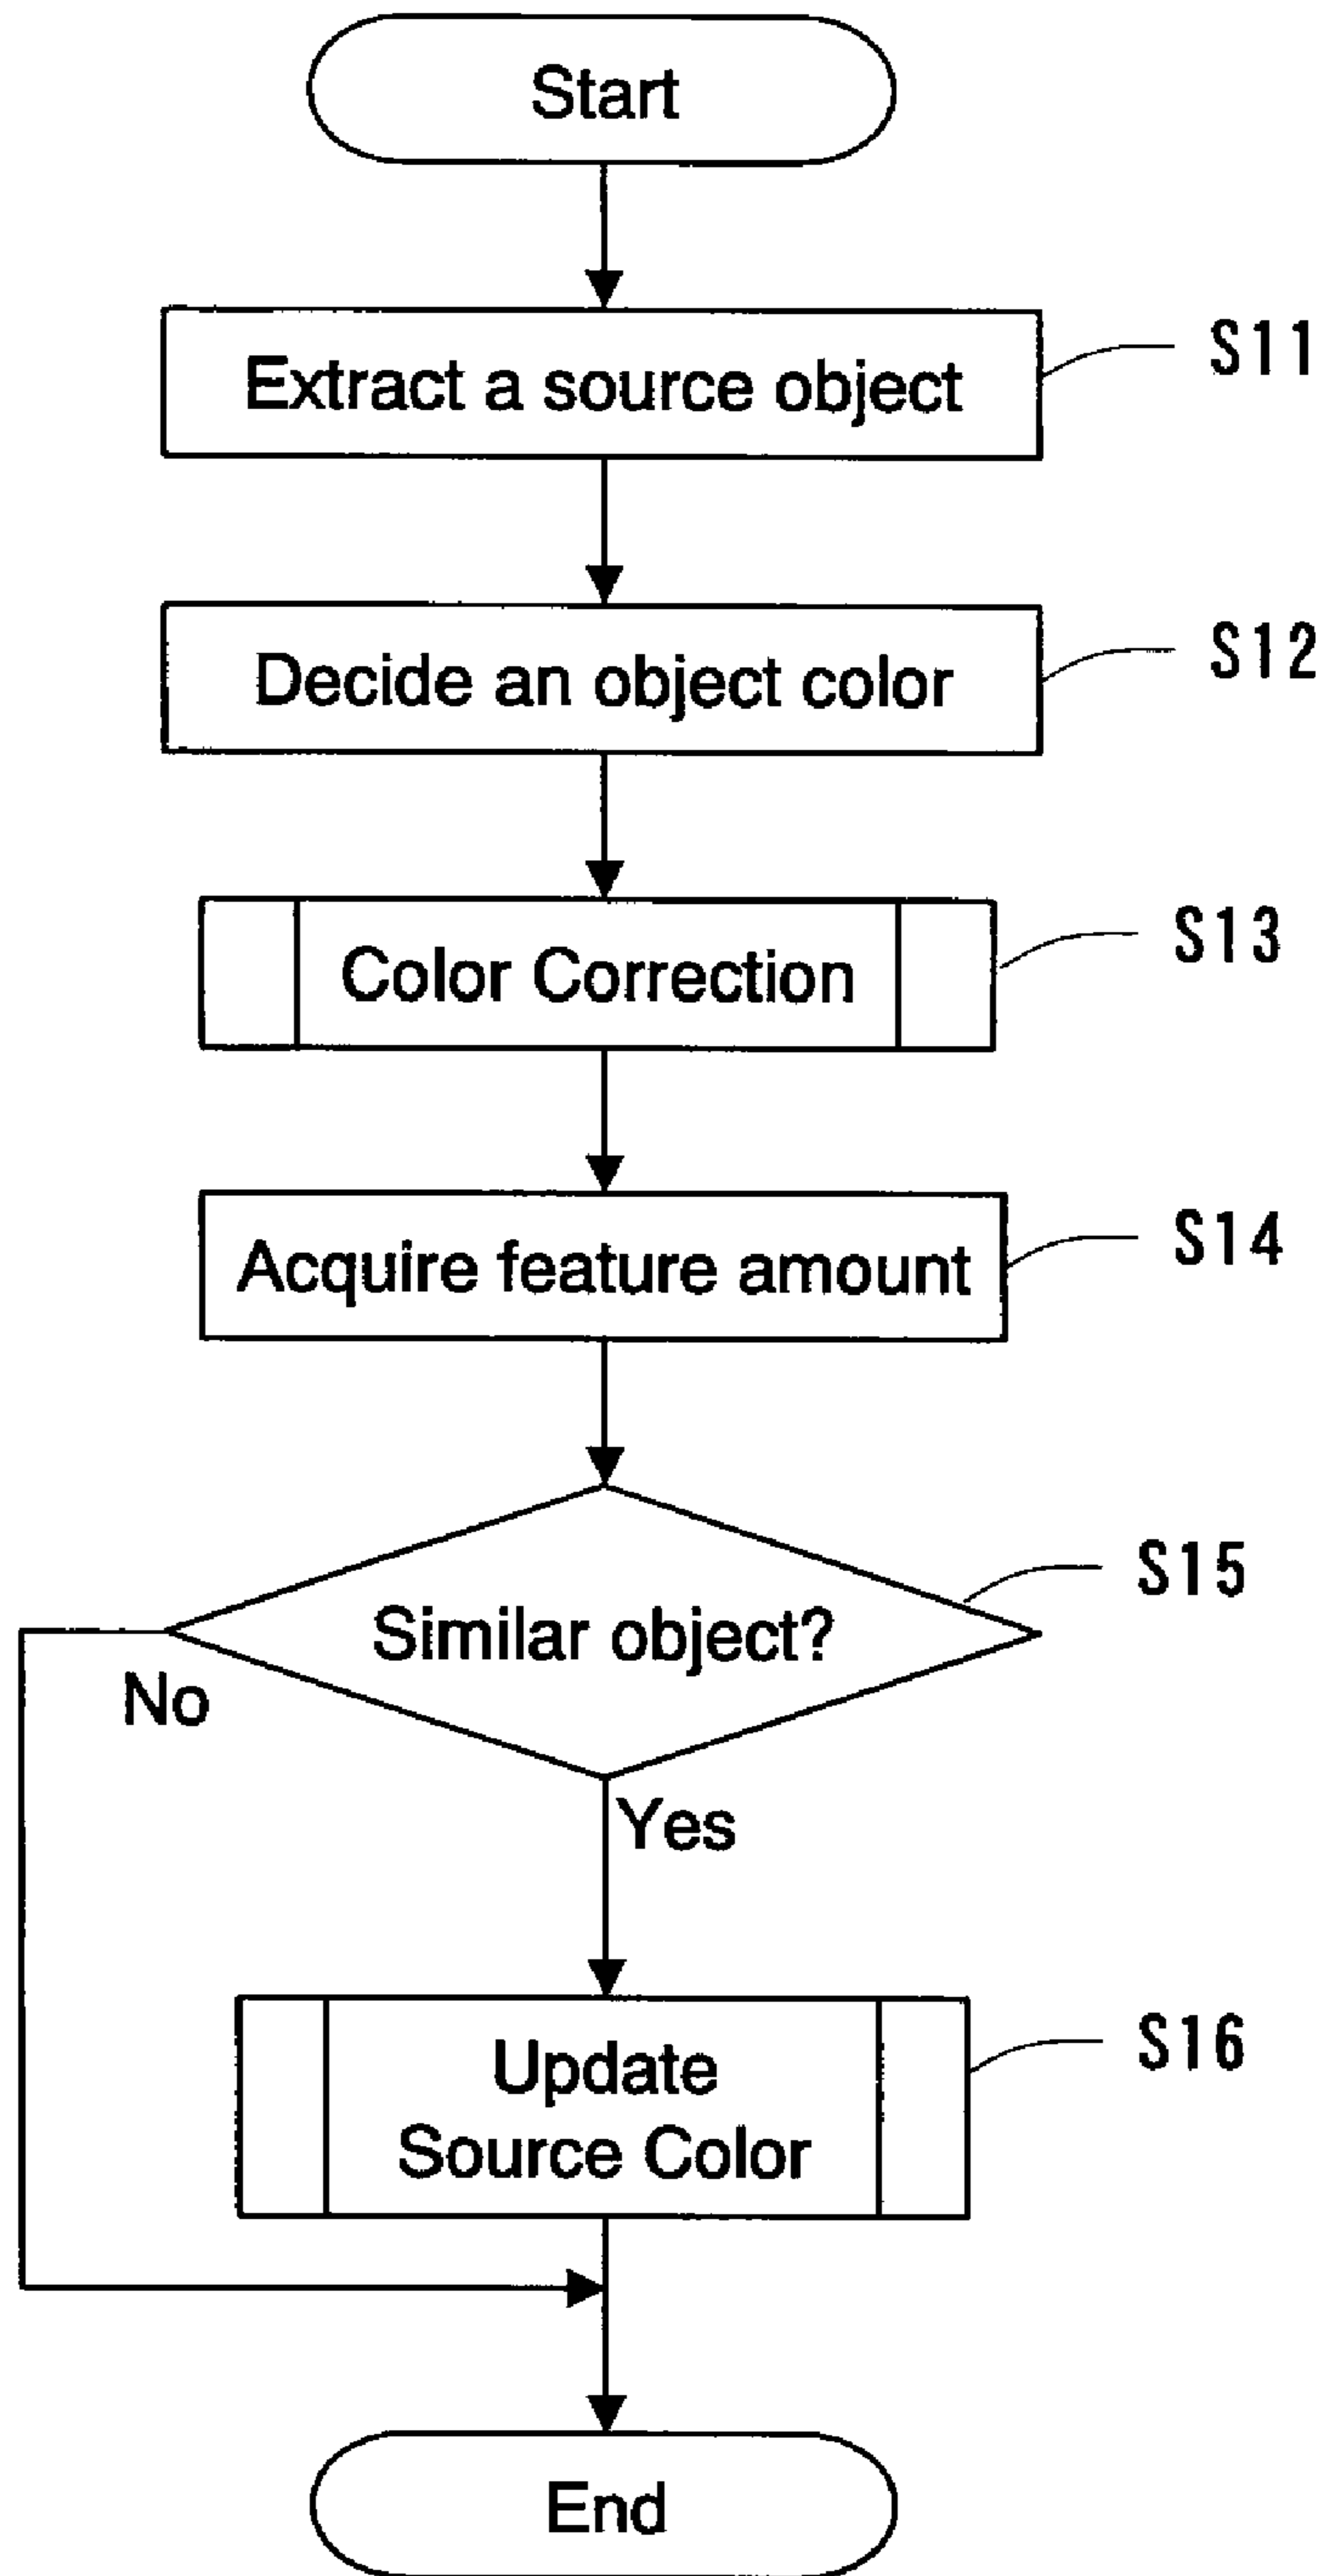 Start
Extract a source object
S11
Decide an object color
S12
Color Correction
S13
Acquire feature amount
S14
Similar object?
S15
No
Yes
Update
Source Color
S16
End